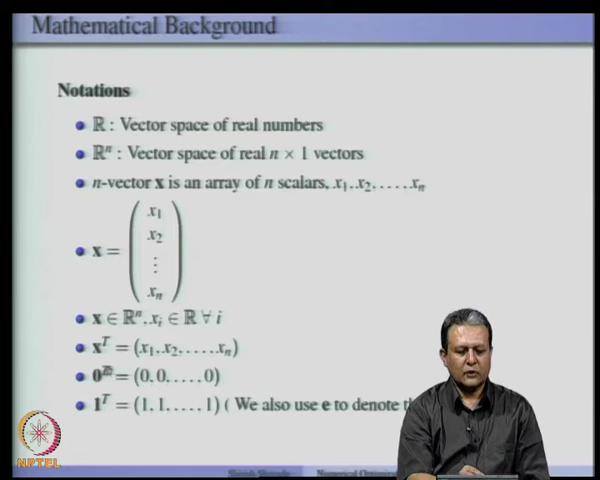 Mathematical Background
Notations
ℝ : Vector space of real numbers
ℝⁿ : Vector space of real n × 1 vectors
n-vector x is an array of n scalars, x₁, x₂, . . . , xₙ
x = ( x₁ x₂ ⋮ xₙ )
x ∈ ℝⁿ, xᵢ ∈ ℝ ∀ i
xᵀ = (x₁, x₂, . . . , xₙ)
0ᵀ = (0, 0, . . . , 0)
1ᵀ = (1, 1, . . . , 1) ( We also use e to denote
NPTEL
Numerical